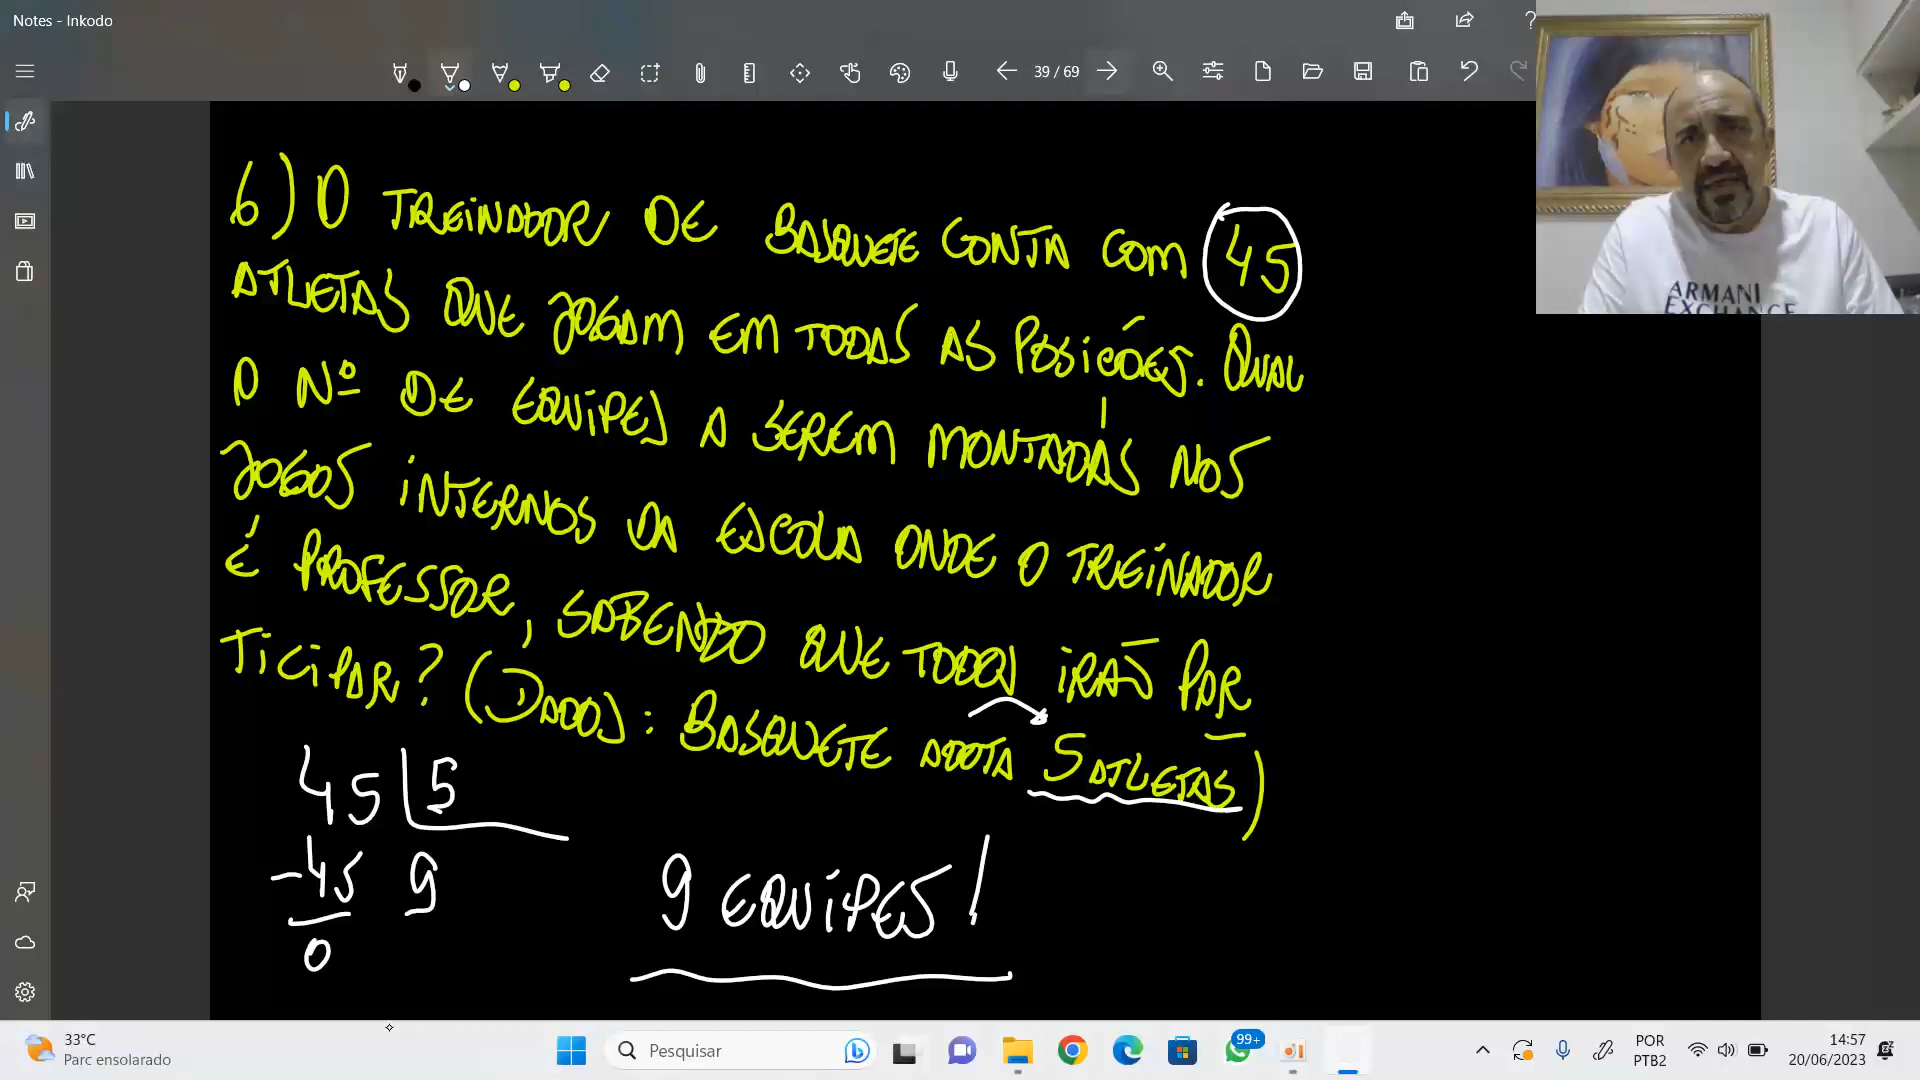 Notes - Inkodo
39 / 69
6) O TREINADOR DE BASQUETE CONTA COM 45
ATLETAS QUE JOGAM EM TODAS AS POSIÇÕES. QUAL
O Nº DE EQUIPES A SEREM MONTADAS NOS
JOGOS INTERNOS DA ESCOLA ONDE O TREINADOR
É PROFESSOR, SABENDO QUE TODOS IRÃO PAR
TICIPAR? (DADOS: BASQUETE ADOTA 5 ATLETAS)
45 5
-45 9
0
9 EQUIPES!
ARMANI
EXCHANGE
33°C
Parc ensolarado
Pesquisar
99+
POR
PTB2
14:57
20/06/2023